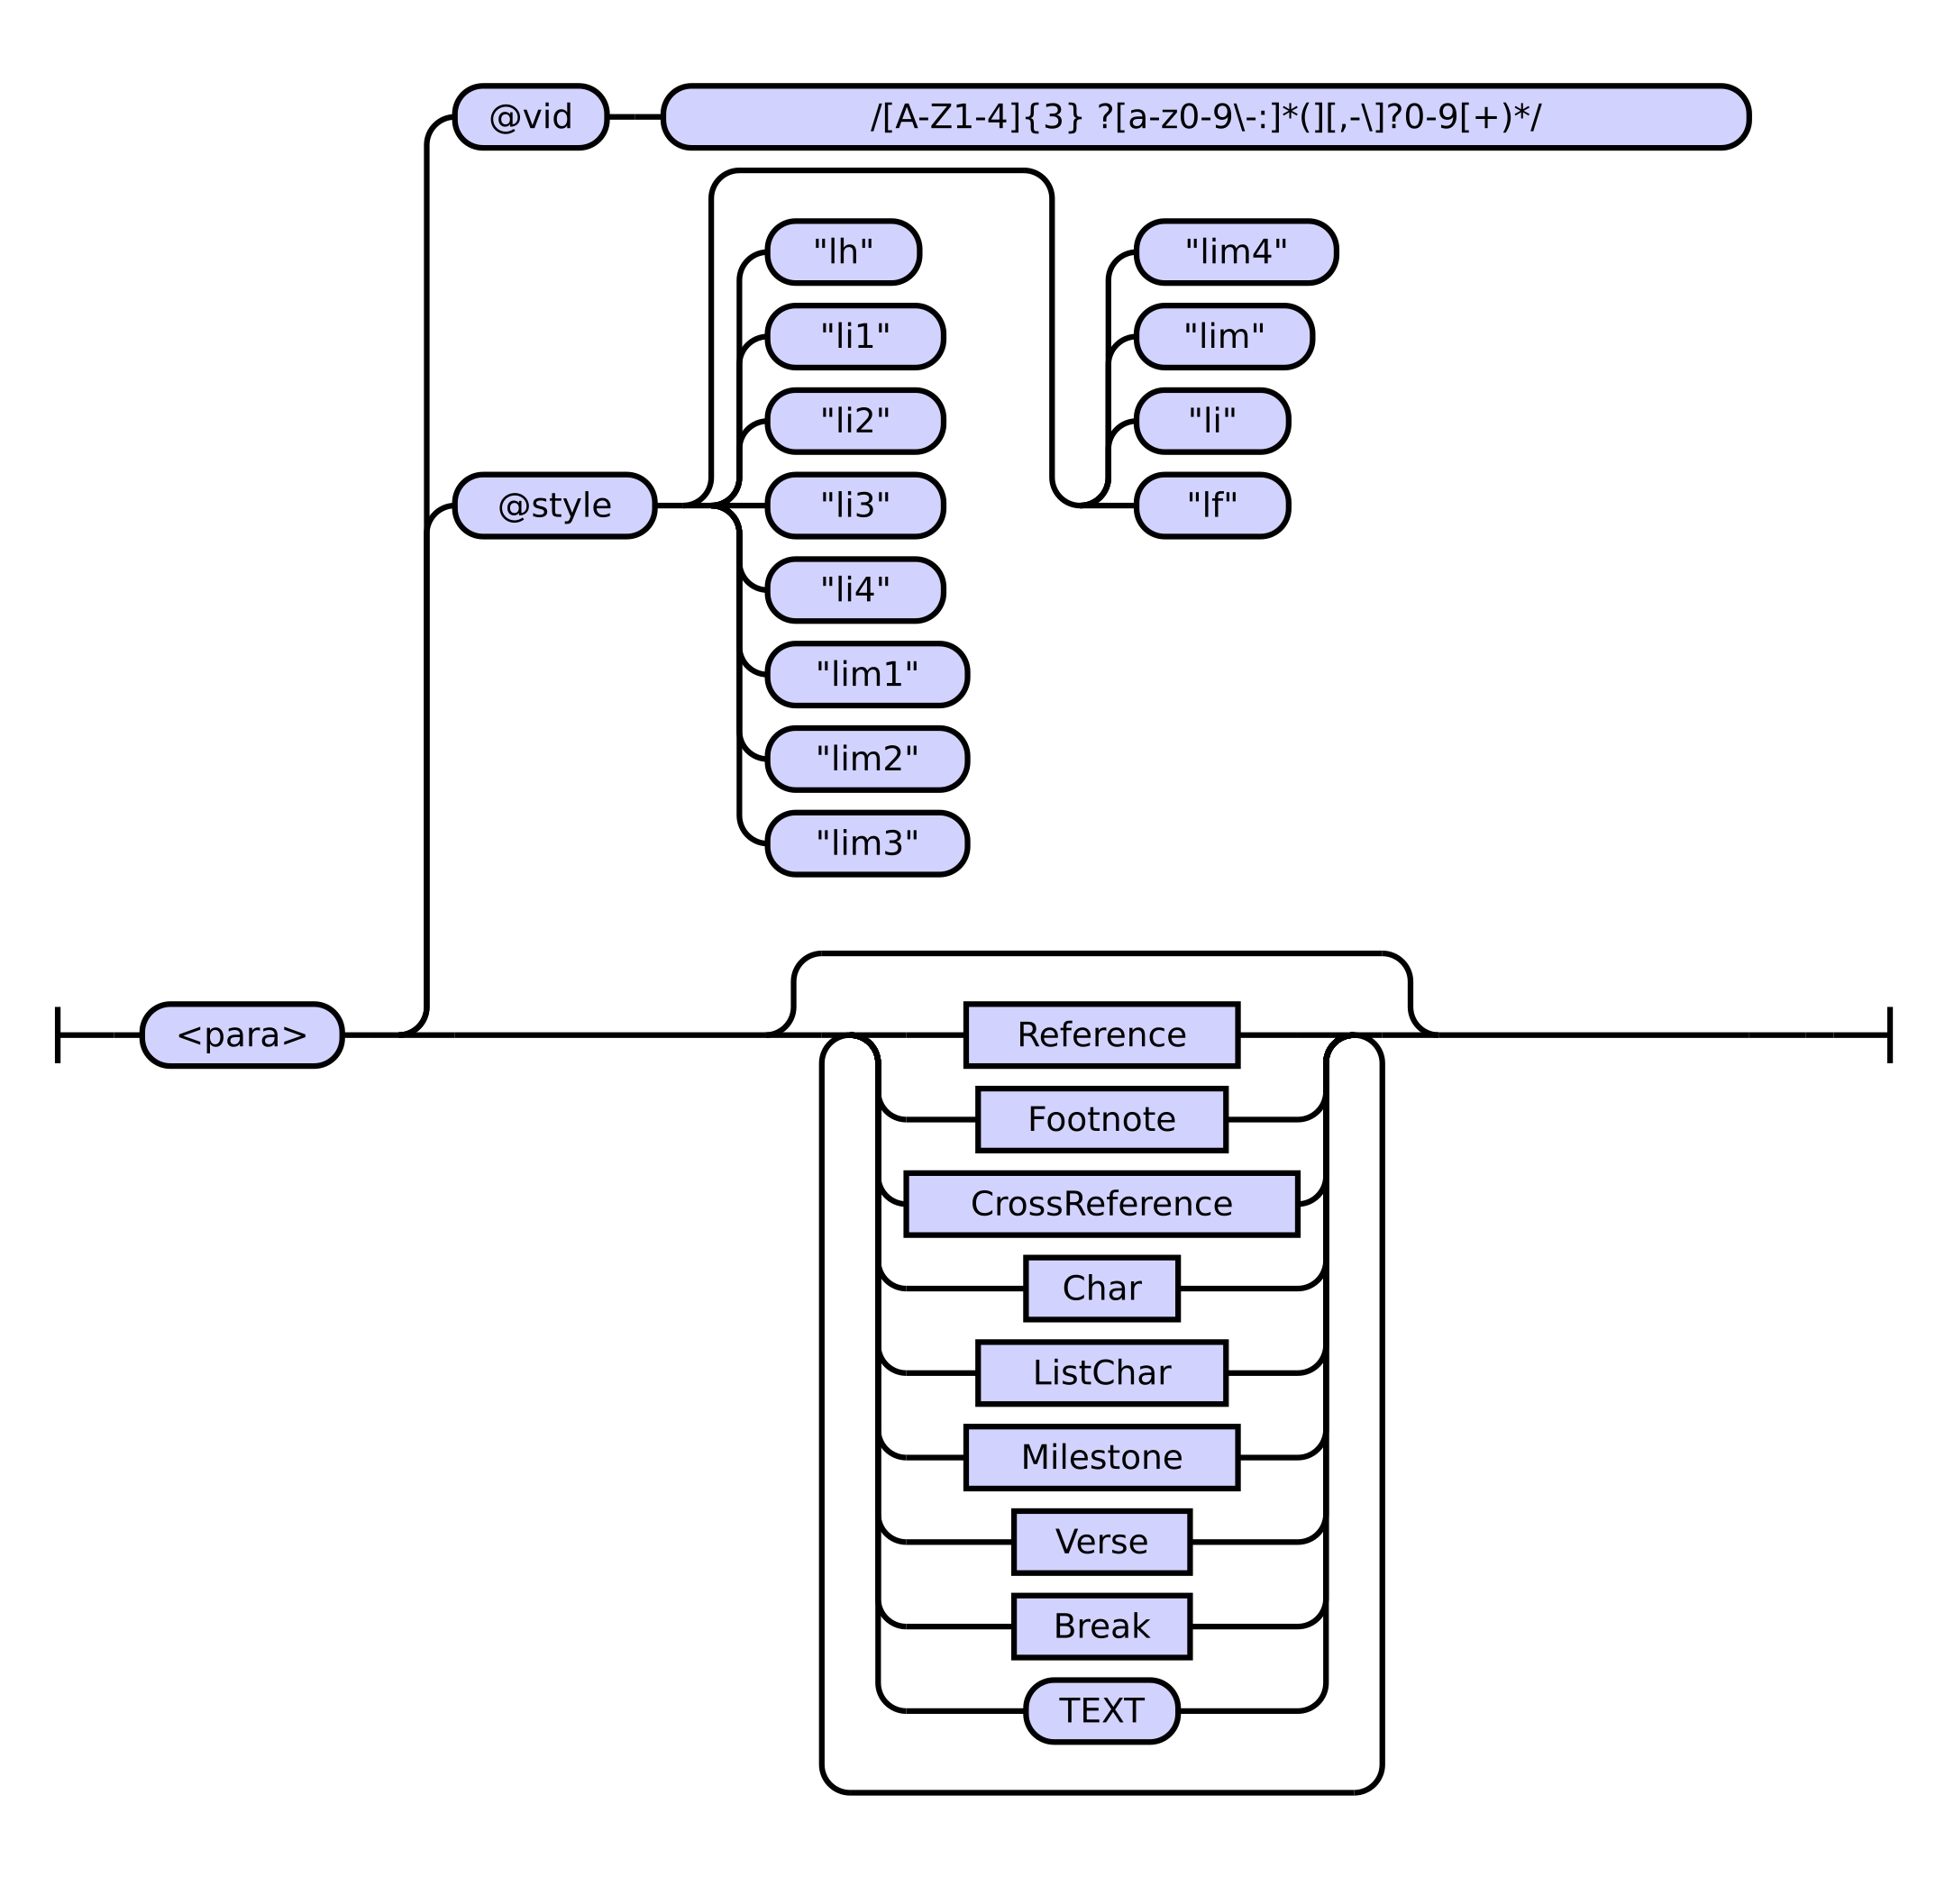 @vid /[A-Z1-4]{3} ?[a-z0-9\-:]*(][,-\]?0-9[+)*/
"lh" "lim4"
"li1" "lim"
"li2" "li"
@style "li3" "lf"
"li4"
"lim1"
"lim2"
"lim3"
<para> Reference
Footnote
CrossReference
Char
ListChar
Milestone
Verse
Break
TEXT